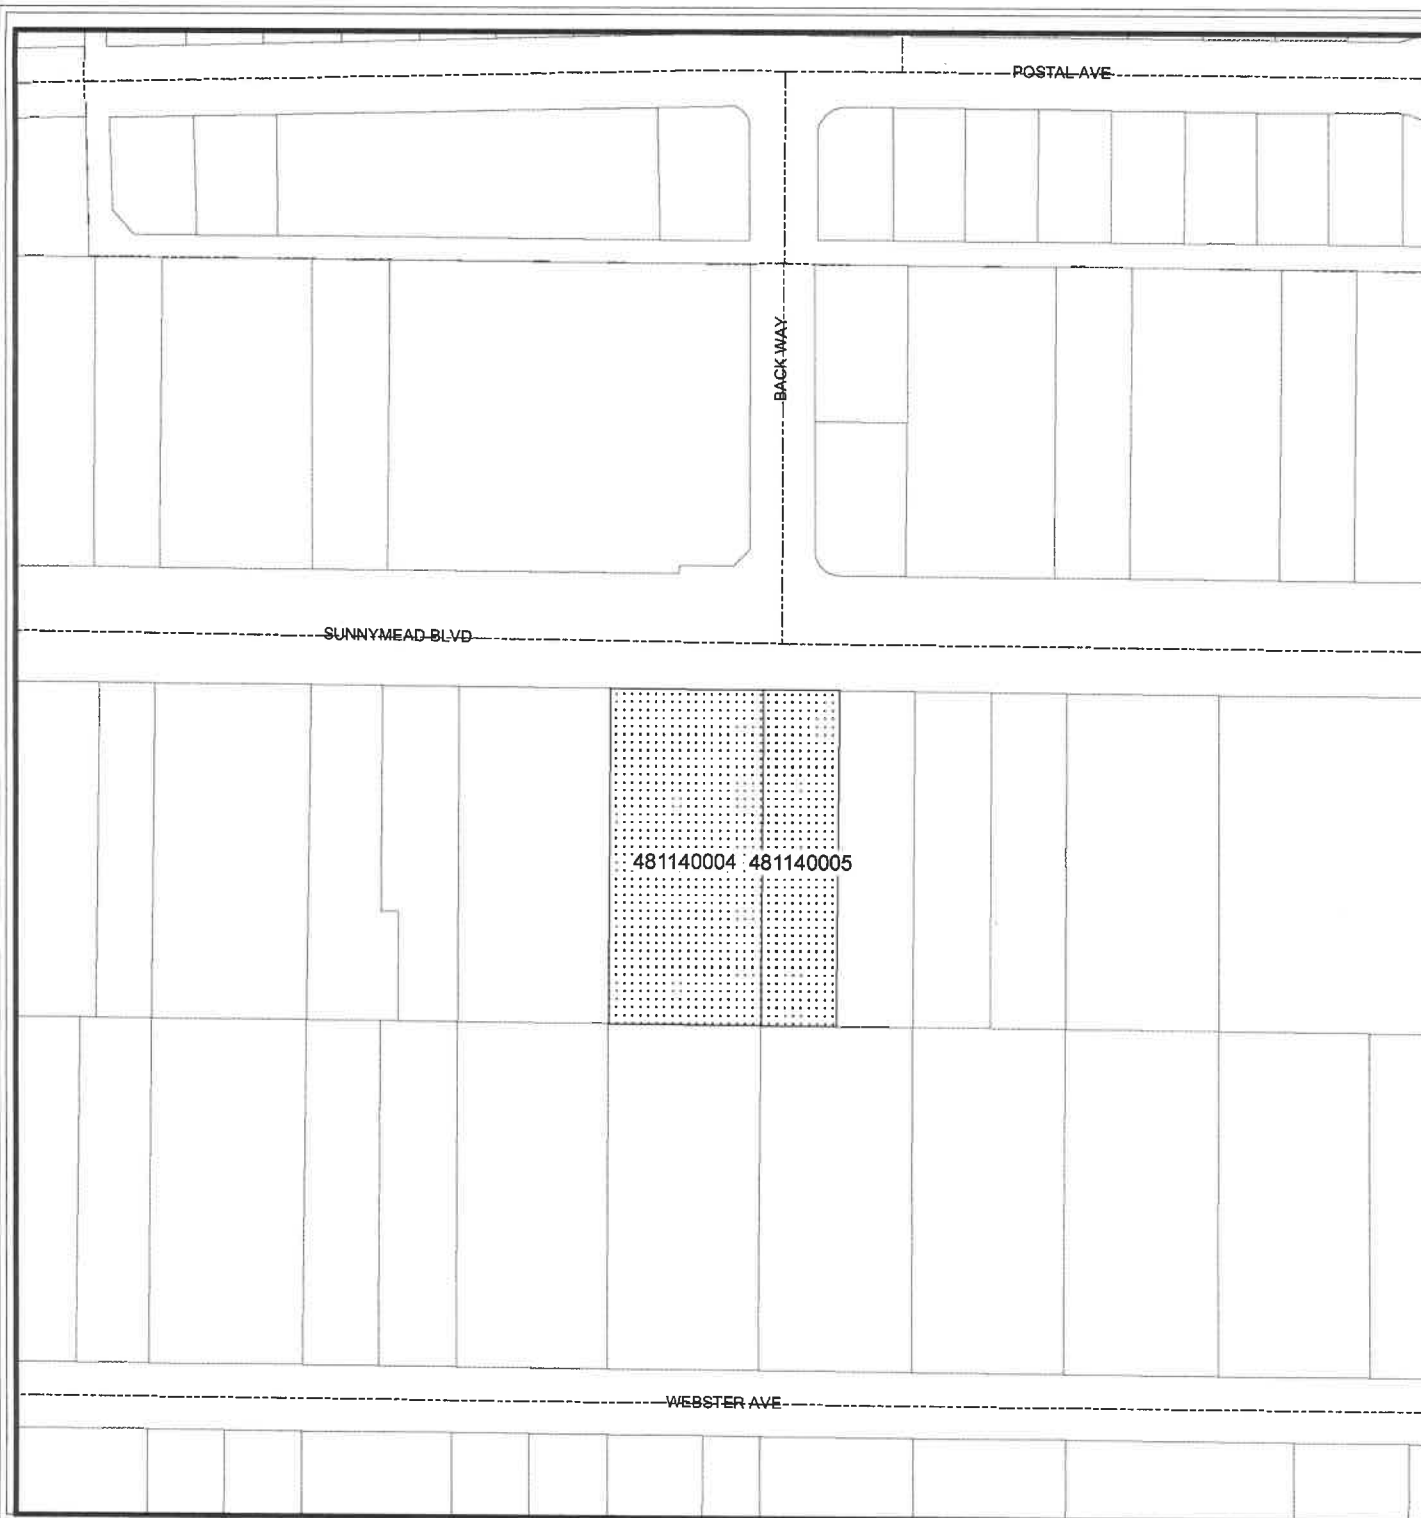 POSTAL AVE
BACK WAY
SUNNYMEAD BLVD
481140004 481140005
WEBSTER AVE